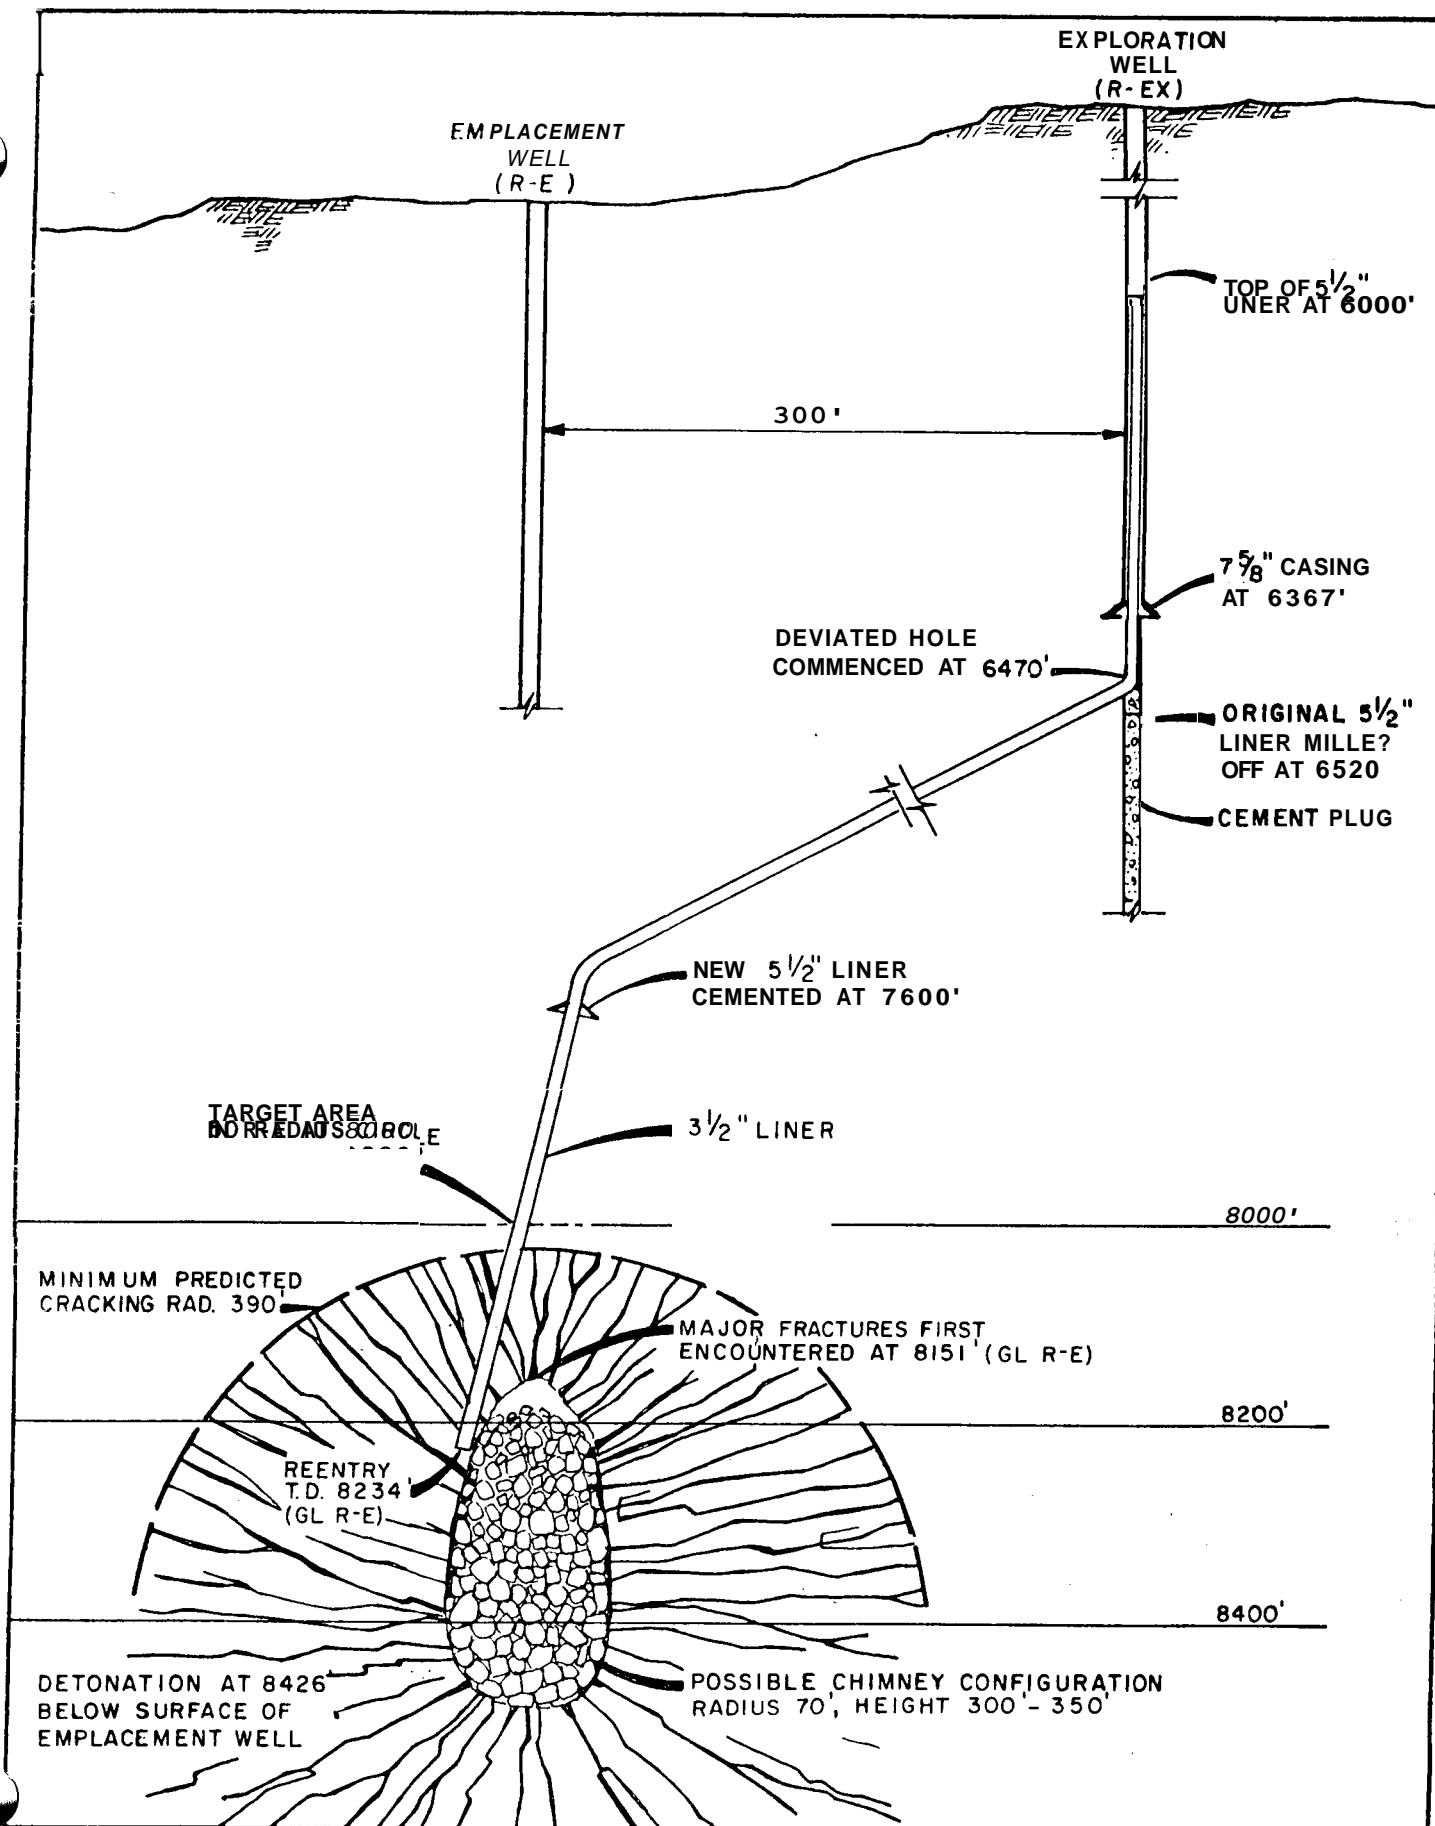 EXPLORATION
WELL
(R-EX)
EMPLACEMENT
WELL
(R-E)
TOP OF 5½"
UNER AT 6000'
300'
7⅝" CASING
AT 6367'
DEVIATED HOLE
COMMENCED AT 6470'
ORIGINAL 5½"
LINER MILLE?
OFF AT 6520
CEMENT PLUG
NEW 5½" LINER
CEMENTED AT 7600'
TARGET AREA
3½" LINER
8000'
MINIMUM PREDICTED
CRACKING RAD. 390'
MAJOR FRACTURES FIRST
ENCOUNTERED AT 8151' (GL R-E)
8200'
REENTRY
T.D. 8234'
(GL R-E)
8400'
DETONATION AT 8426'
BELOW SURFACE OF
EMPLACEMENT WELL
POSSIBLE CHIMNEY CONFIGURATION
RADIUS 70', HEIGHT 300'-350'